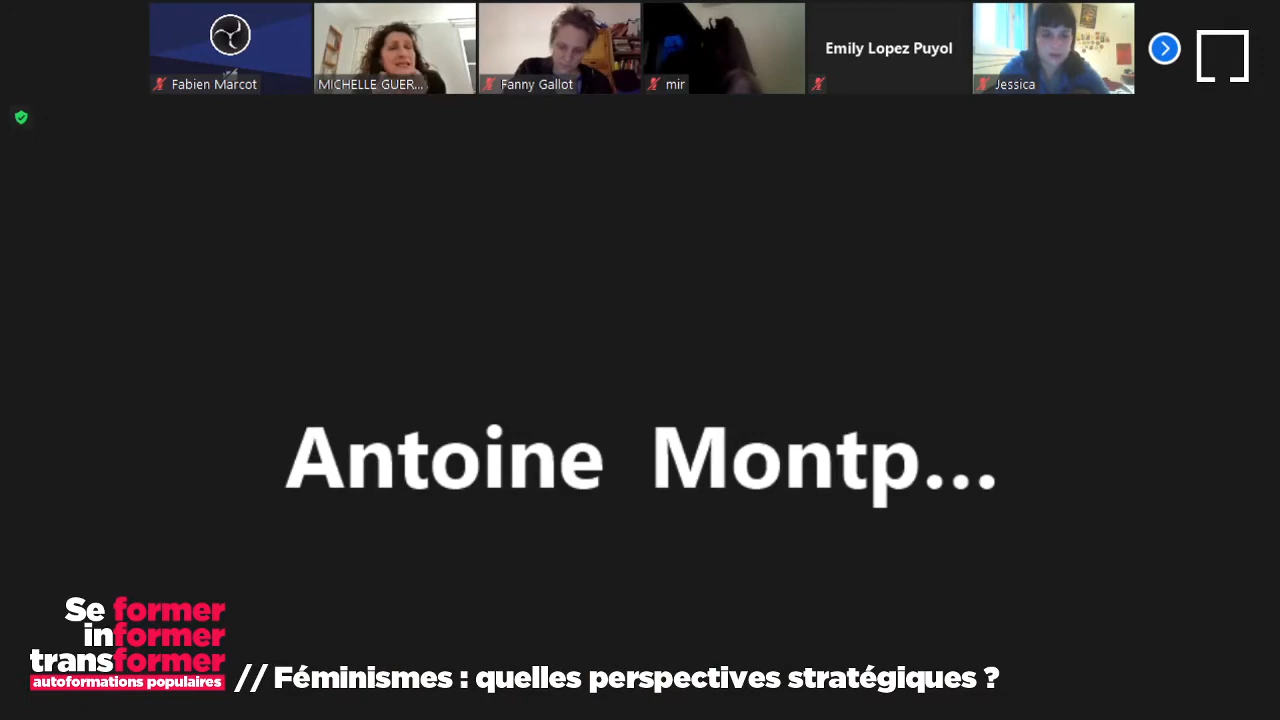 Fabien Marcot
MICHELLE GUER...
Fanny Gallot
mir
Emily Lopez Puyol
Jessica
Antoine Montp...
Se former
informer
transformer
autoformations populaires
// Féminismes : quelles perspectives stratégiques ?